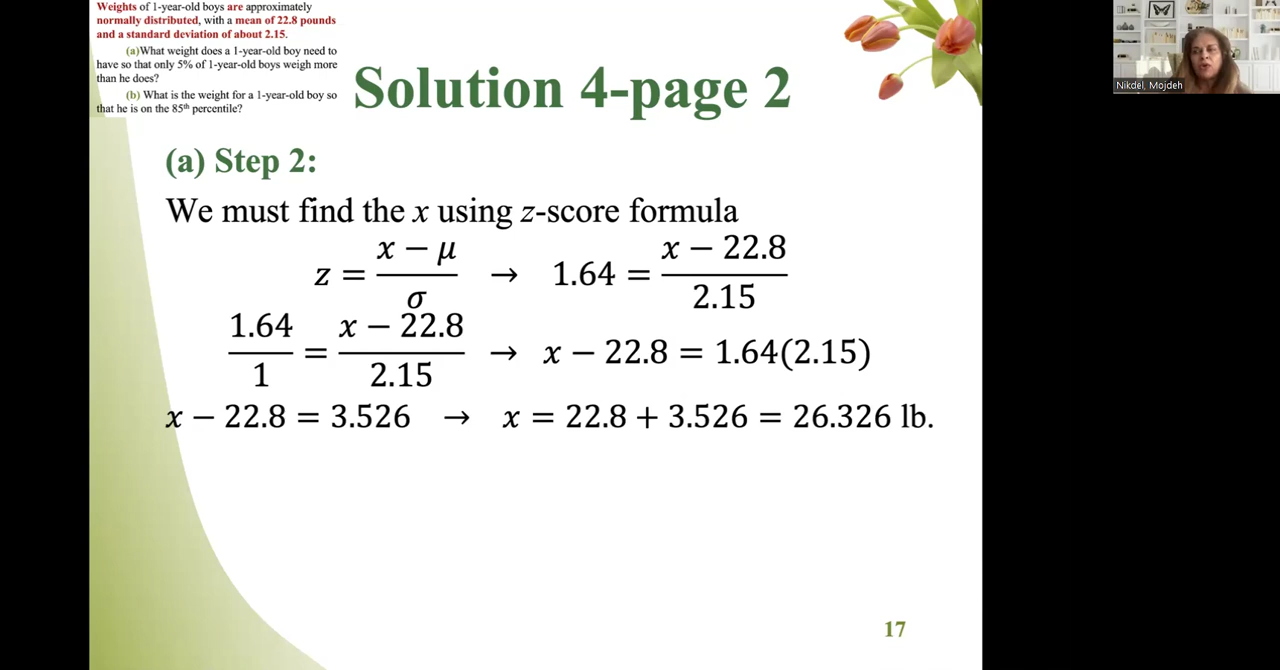 Weights of 1-year-old boys are approximately
normally distributed, with a mean of 22.8 pounds
and a standard deviation of about 2.15.
(a)What weight does a 1-year-old boy need to
have so that only 5% of 1-year-old boys weigh more
than he does?
(b) What is the weight for a 1-year-old boy so
that he is on the 85th percentile?
Solution 4-page 2
Nikdel, Mojdeh
(a) Step 2:
We must find the x using z-score formula
z = (x − μ)/σ → 1.64 = (x − 22.8)/2.15
1.64/1 = (x − 22.8)/2.15 → x − 22.8 = 1.64(2.15)
x − 22.8 = 3.526 → x = 22.8 + 3.526 = 26.326 lb.
17